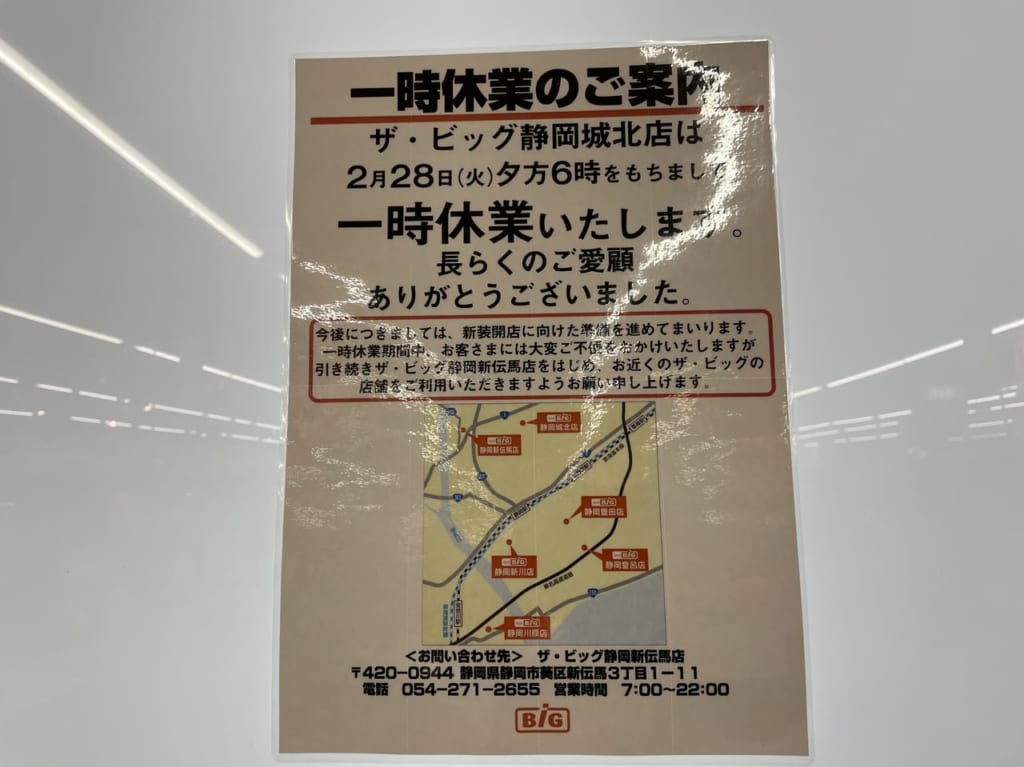 一時休業のご案内
ザ・ビッグ静岡城北店は
2月28日(火)夕方6時をもちまして
一時休業いたします。
長らくのご愛顧
ありがとうございました。
今後につきましては、新装開店に向けた準備を進めてまいります。
一時休業期間中、お客さまには大変ご不便をおかけいたしますが
引き続きザ・ビッグ静岡新伝馬店をはじめ、お近くのザ・ビッグの
店舗をご利用いただきますようお願い申し上げます。
BiG
静岡城北店
BiG
静岡新伝馬店
BiG
静岡豊田店
BiG
静岡登呂店
BiG
静岡新川店
東名高速道路
BiG
静岡川原店
<お問い合わせ先> ザ・ビッグ静岡新伝馬店
〒420-0944 静岡県静岡市葵区新伝馬3丁目1-11
電話 054-271-2655 営業時間 7:00~22:00
BiG